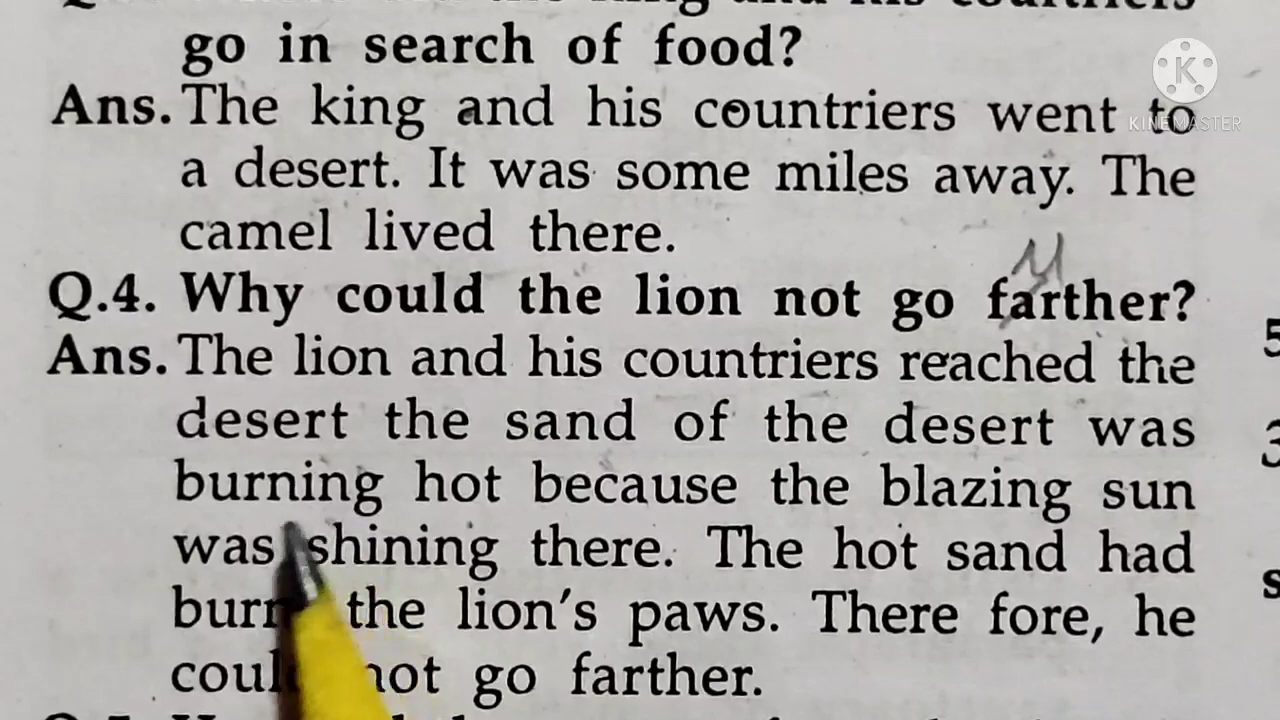 go in search of food?
Ans. The king and his countriers went to
KINEMASTER
a desert. It was some miles away. The
camel lived there.
Q.4. Why could the lion not go farther?
Ans. The lion and his countriers reached the
desert the sand of the desert was
burning hot because the blazing sun
was shining there. The hot sand had
the lion's paws. There fore, he
not go farther.